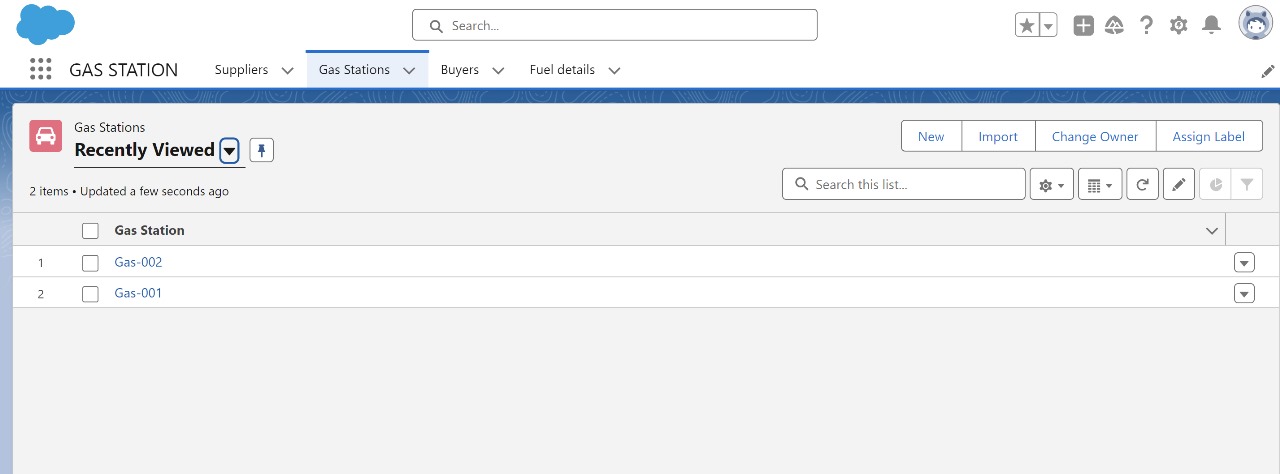 Search...
GAS STATION Suppliers Gas Stations Buyers Fuel details
Gas Stations
Recently Viewed
New Import Change Owner Assign Label
2 items • Updated a few seconds ago
Search this list...
Gas Station
1 Gas-002
2 Gas-001